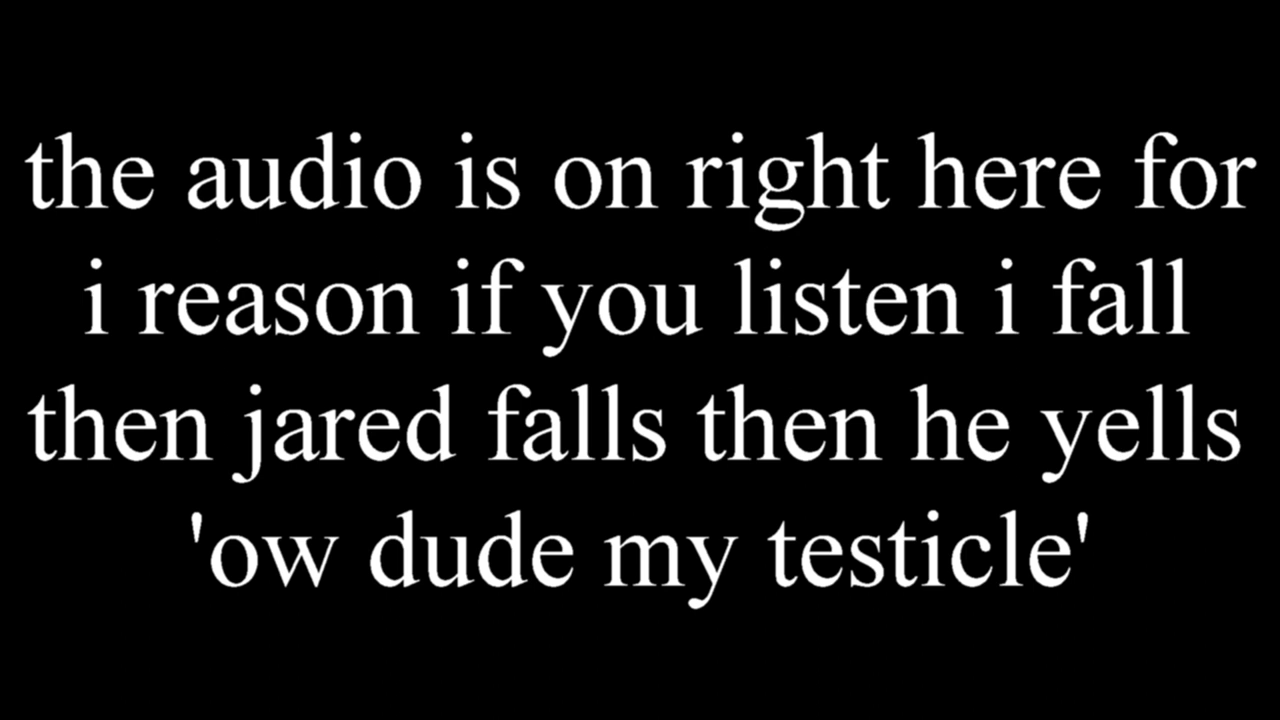 the audio is on right here for
i reason if you listen i fall
then jared falls then he yells
'ow dude my testicle'